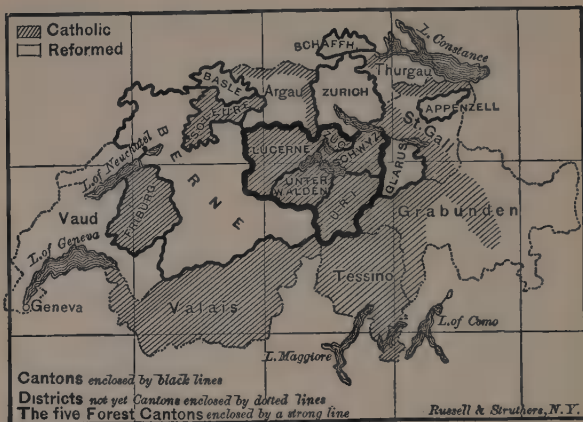 Catholic
Reformed
SCHAFFH.
L. Constance
Thurgau
BASLE
Argau
ZURICH
SOLEURE
APPENZELL
St. Gall
BERNE
LUCERNE
SCHWYZ
L. of Neuchatel
UNTER
WALDEN
URI
GLARUS
Vaud
FRIBURG
Grabunden
L. of Geneva
Geneva
Valais
Tessino
L. Maggiore
L. of Como
Cantons enclosed by black lines
Districts not yet Cantons enclosed by dotted lines
The five Forest Cantons enclosed by a strong line
Russell & Struthers, N.Y.